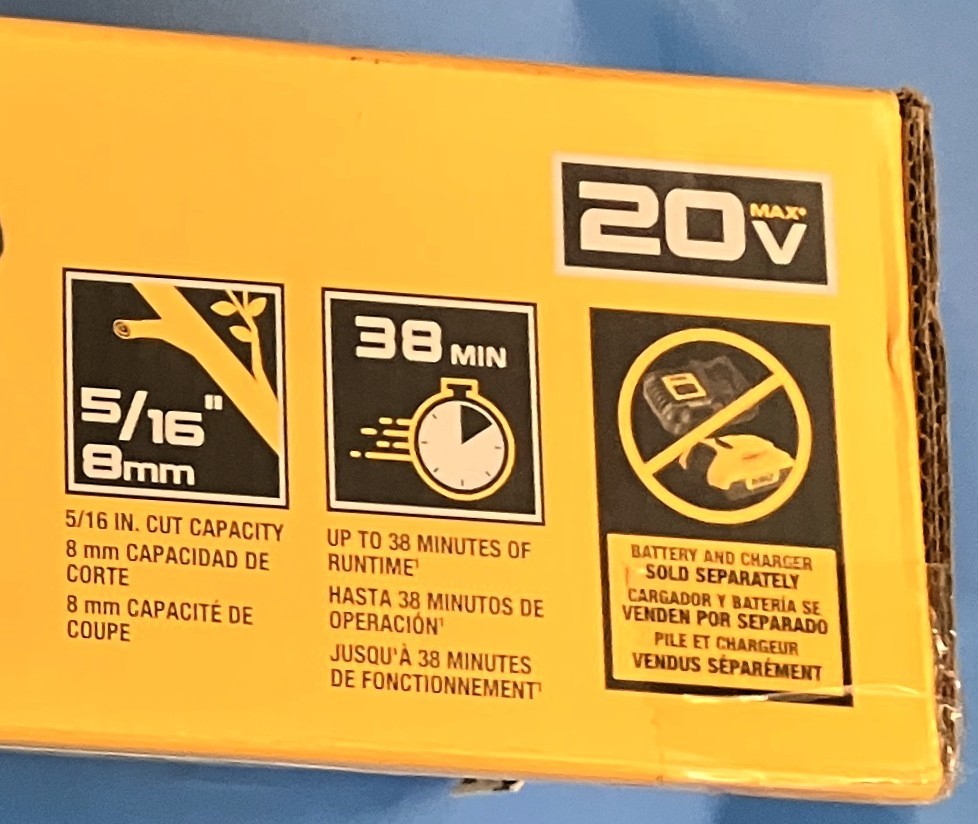 20V MAX*
5/16"
8mm
5/16 IN. CUT CAPACITY
8 mm CAPACIDAD DE
CORTE
8 mm CAPACITÉ DE
COUPE
38 MIN
UP TO 38 MINUTES OF
RUNTIME¹
HASTA 38 MINUTOS DE
OPERACIÓN¹
JUSQU'À 38 MINUTES
DE FONCTIONNEMENT¹
BATTERY AND CHARGER
SOLD SEPARATELY
CARGADOR Y BATERÍA SE
VENDEN POR SEPARADO
PILE ET CHARGEUR
VENDUS SÉPARÉMENT